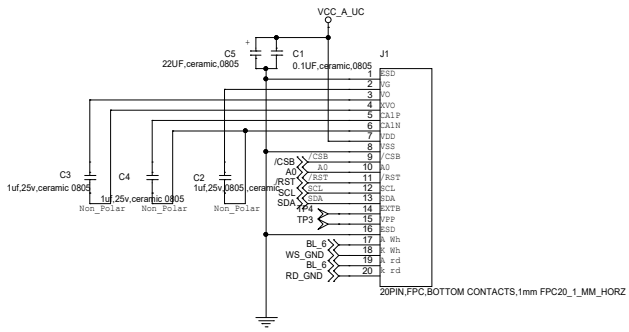 VCC_A_UC
C5
22UF,ceramic,0805
+
C1
0.1UF,ceramic,0805
J1
1 ESD
2 VG
3 VO
4 XVO
5 CA1P
6 CA1N
7 VDD
8 VSS
/CSB /CSB 9 /CSB
A0 A0 10 A0
/RST /RST 11 /RST
SCL SCL 12 SCL
SDA SDA 13 SDA
TP4 14 EXTB
TP3 15 VPP
16 ESD
BL_6 17 A Wh
WS_GND 18 K Wh
BL_6 19 A rd
RD_GND 20 k rd
C3
1uf,25v,ceramic 0805
Non_Polar
C4
1uf,25v,ceramic,0805
Non_Polar
C2
1uf,25v,0805 ,ceramic
Non_Polar
20PIN,FPC,BOTTOM CONTACTS,1mm FPC20_1_MM_HORZ